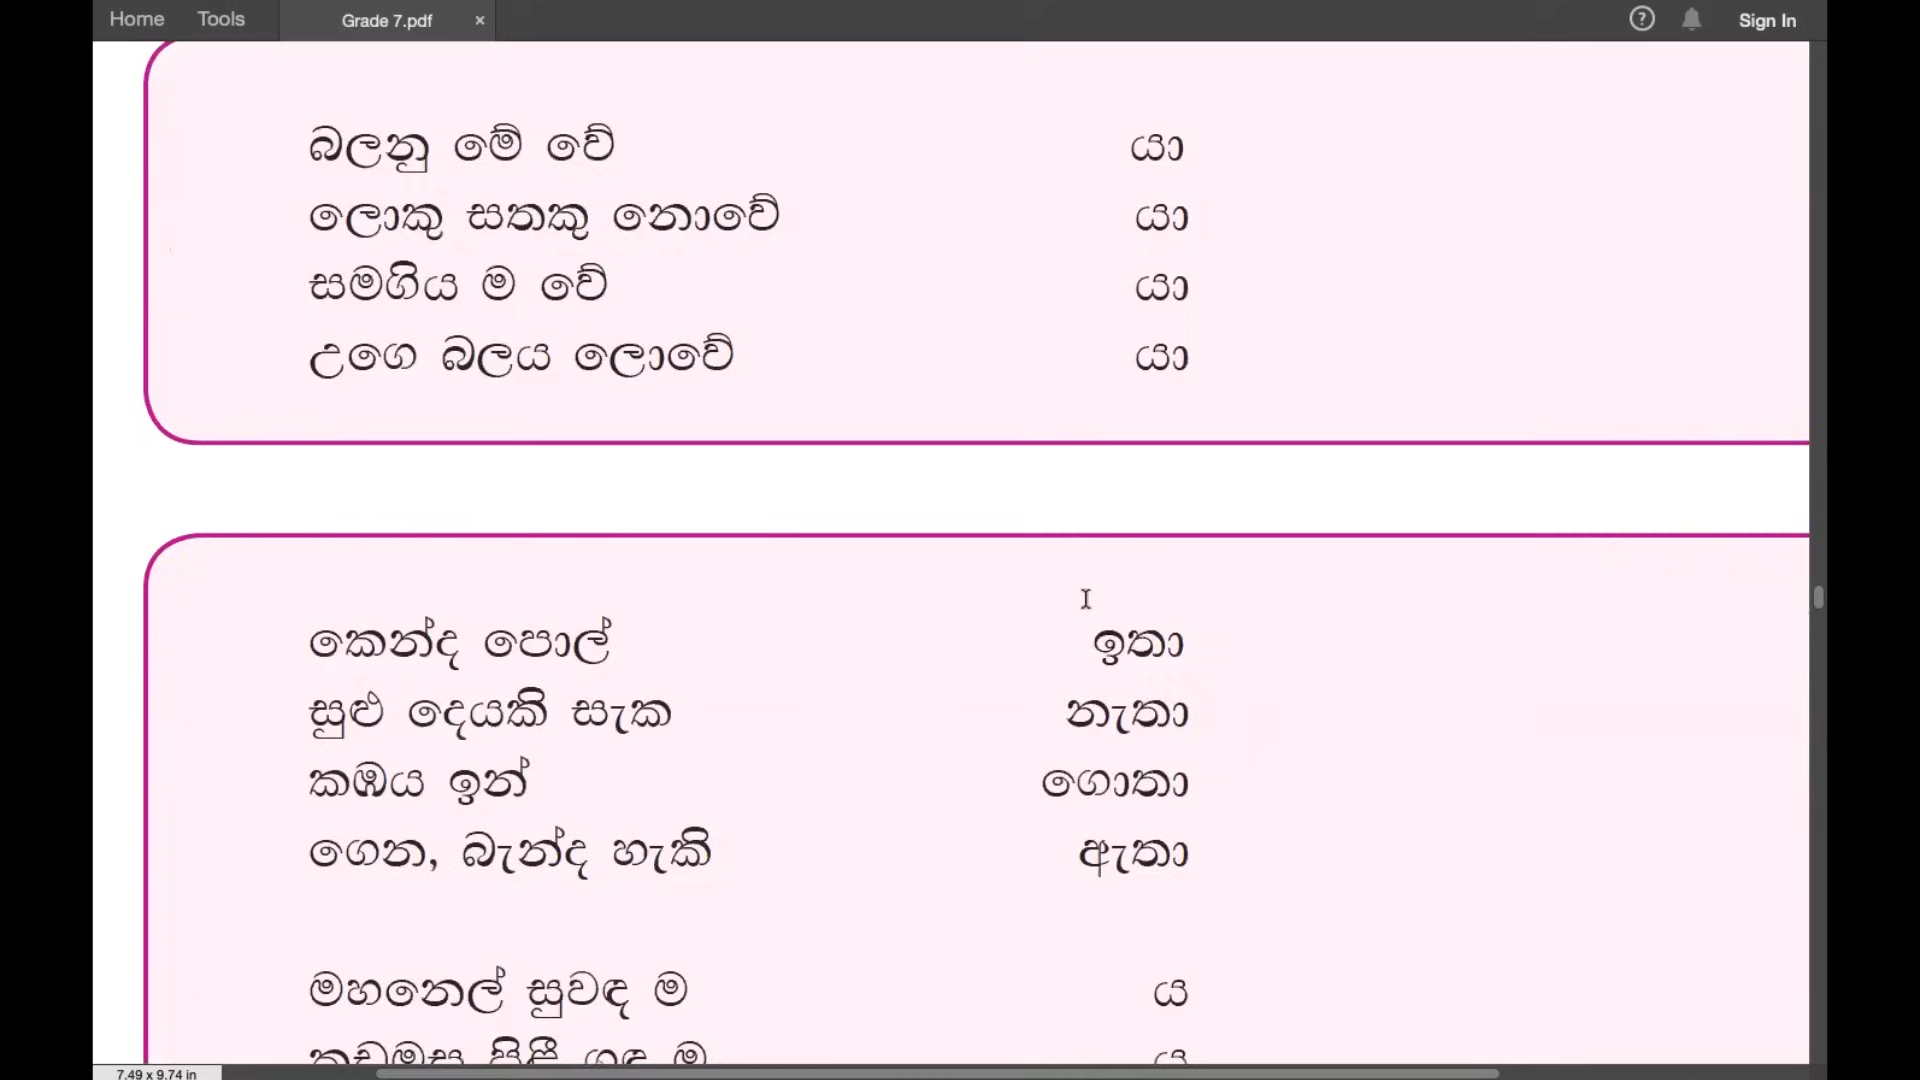 Home Tools Grade 7.pdf × ? Sign In
බලනු මේ වේ යා
ලොකු සතකු නොවේ යා
සමගිය ම වේ යා
උගෙ බලය ලොවේ යා
කෙන්ද පොල් ඉතා
සුළු දෙයකි සැක නැතා
කඹය ඉන් ගොතා
ගෙන, බැන්ද හැකි ඇතා
මහනෙල් සුවඳ ම ය
7.49 x 9.74 in